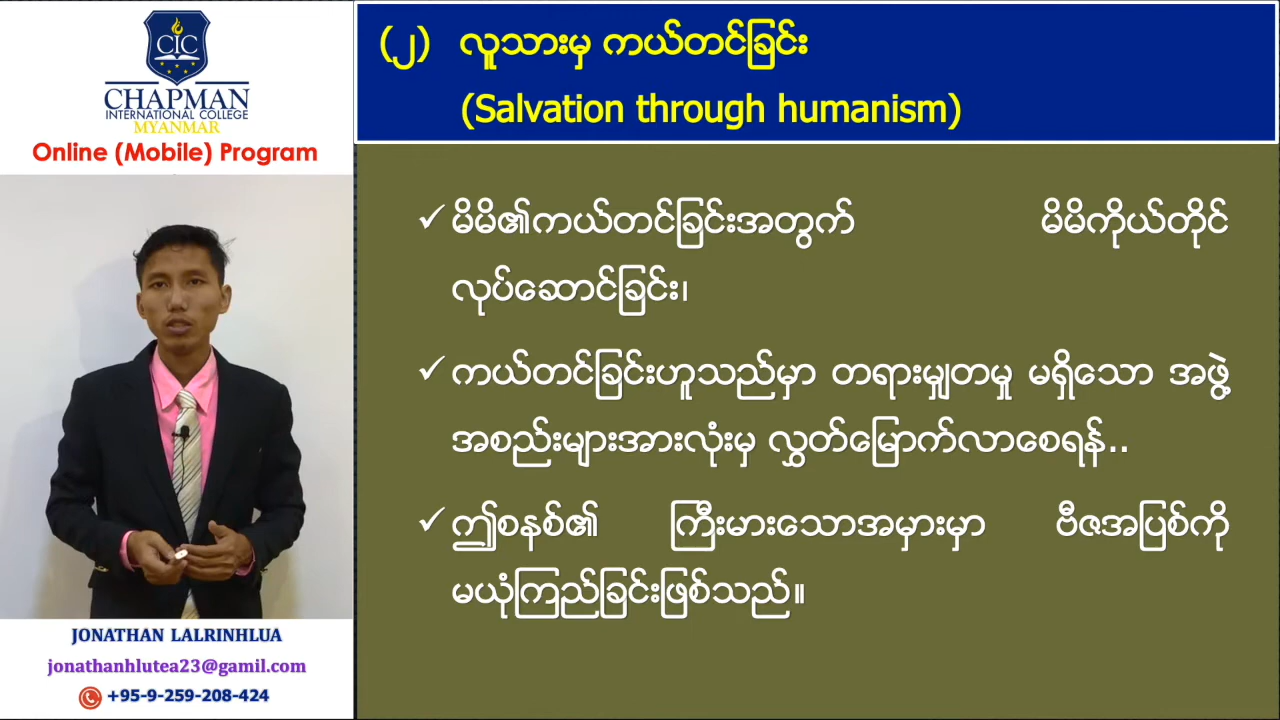 CIC
CHAPMAN
INTERNATIONAL COLLEGE
MYANMAR
Online (Mobile) Program
(၂) လူသားမှ ကယ်တင်ခြင်း
(Salvation through humanism)
✓ မိမိ၏ကယ်တင်ခြင်းအတွက် မိမိကိုယ်တိုင်
လုပ်ဆောင်ခြင်း၊
✓ ကယ်တင်ခြင်းဟူသည်မှာ တရားမျှတမှု မရှိသော အဖွဲ့
အစည်းများအားလုံးမှ လွှတ်မြောက်လာစေရန်..
✓ ဤစနစ်၏ ကြီးမားသောအမှားမှာ ဗီဇအပြစ်ကို
မယုံကြည်ခြင်းဖြစ်သည်။
JONATHAN LALRINHLUA
jonathanhlutea23@gamil.com
+95-9-259-208-424